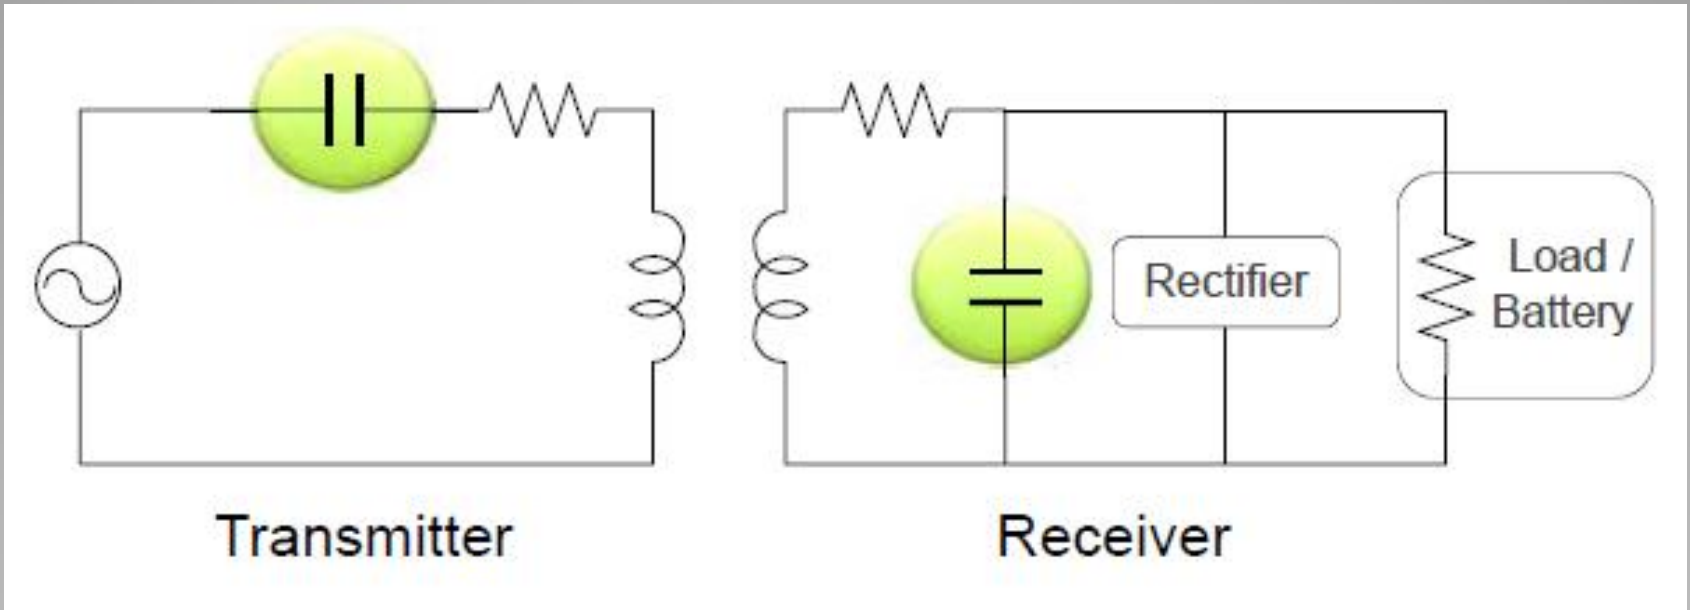 Rectifier
Load /
Battery
Transmitter
Receiver